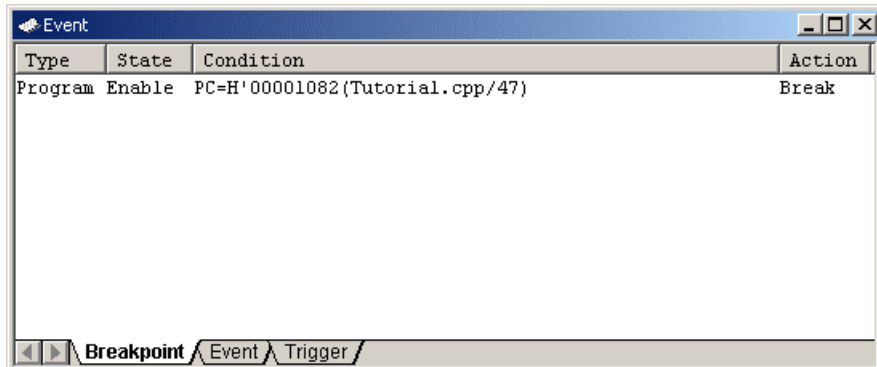 Event
Type State Condition Action
Program Enable PC=H'00001082(Tutorial.cpp/47) Break
Breakpoint Event Trigger